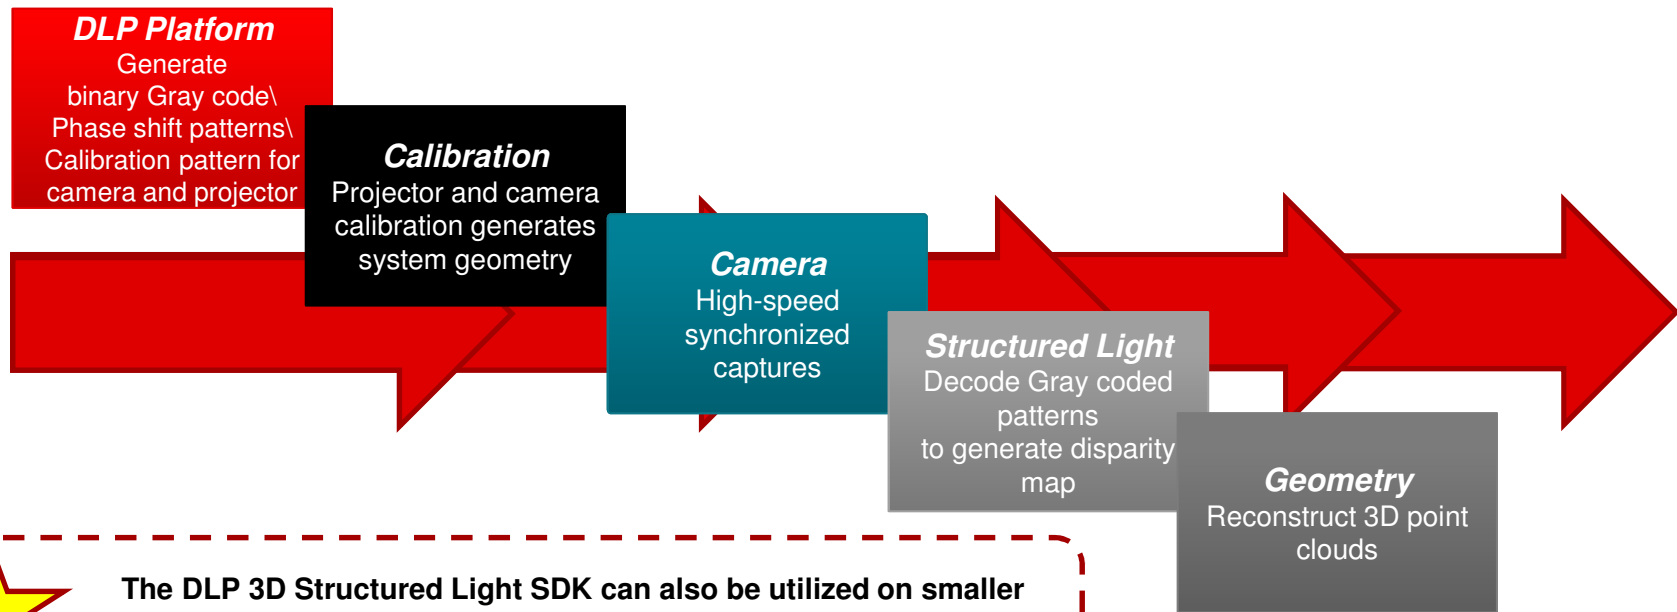 DLP Platform
Generate
binary Gray code\
Phase shift patterns\
Calibration pattern for
camera and projector
Calibration
Projector and camera
calibration generates
system geometry
Camera
High-speed
synchronized
captures
Structured Light
Decode Gray coded
patterns
to generate disparity
map
Geometry
Reconstruct 3D point
clouds
The DLP 3D Structured Light SDK can also be utilized on smaller